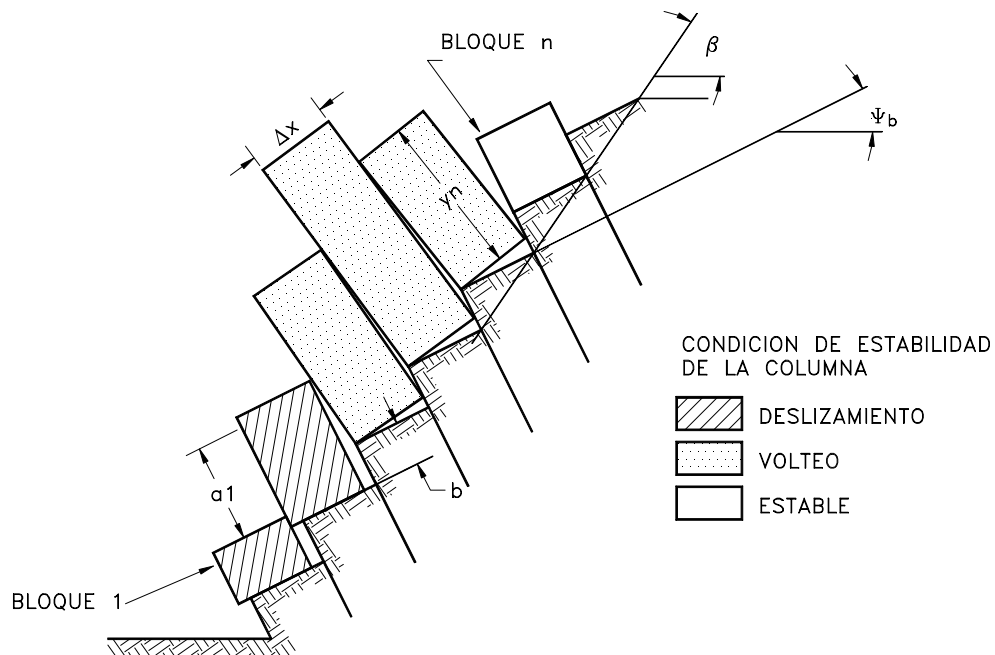 BLOQUE n
β
Δx
Ψb
yn
CONDICION DE ESTABILIDAD
DE LA COLUMNA
DESLIZAMIENTO
VOLTEO
a1
b
ESTABLE
BLOQUE 1